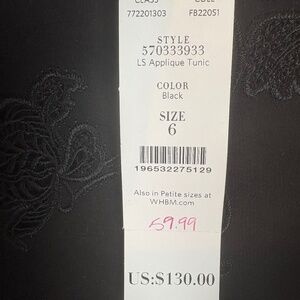 CLASS
772201303 FB22051
STYLE
570333933
LS Applique Tunic
COLOR
Black
SIZE
6
196532275129
Also in Petite sizes at
WHBM.com
59.99
US:$130.00